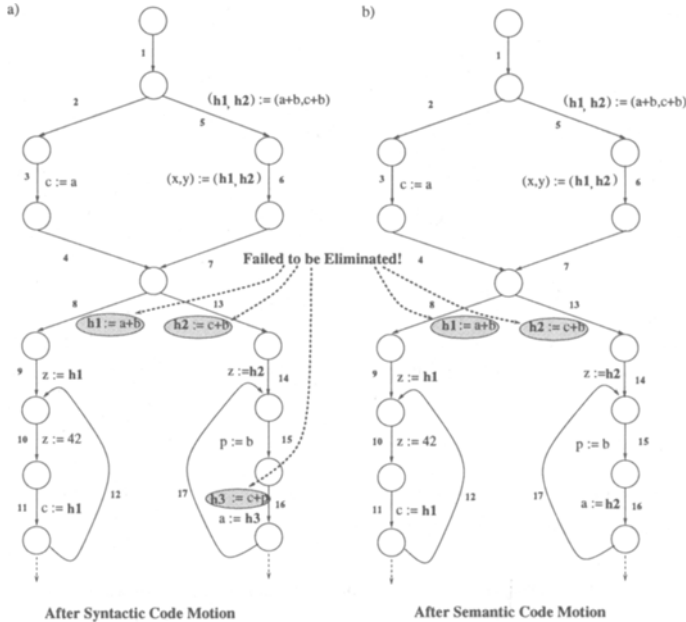 a)
b)
1
1
2
(h1, h2) := (a+b,c+b)
2
(h1, h2) := (a+b,c+b)
5
5
3
c := a
(x,y) := (h1, h2)
6
3
c := a
(x,y) := (h1, h2)
6
4
7
Failed to be Eliminated!
4
7
8
13
8
13
h1 := a+b
h2 := c+b
h1 := a+b
h2 := c+b
9
z := h1
z :=h2
14
9
z := h1
z :=h2
14
10
z := 42
p := b
15
10
z := 42
p := b
15
12
17
12
17
h3 := c+p
11
c := h1
16
a := h3
11
c := h1
a := h2
16
After Syntactic Code Motion
After Semantic Code Motion